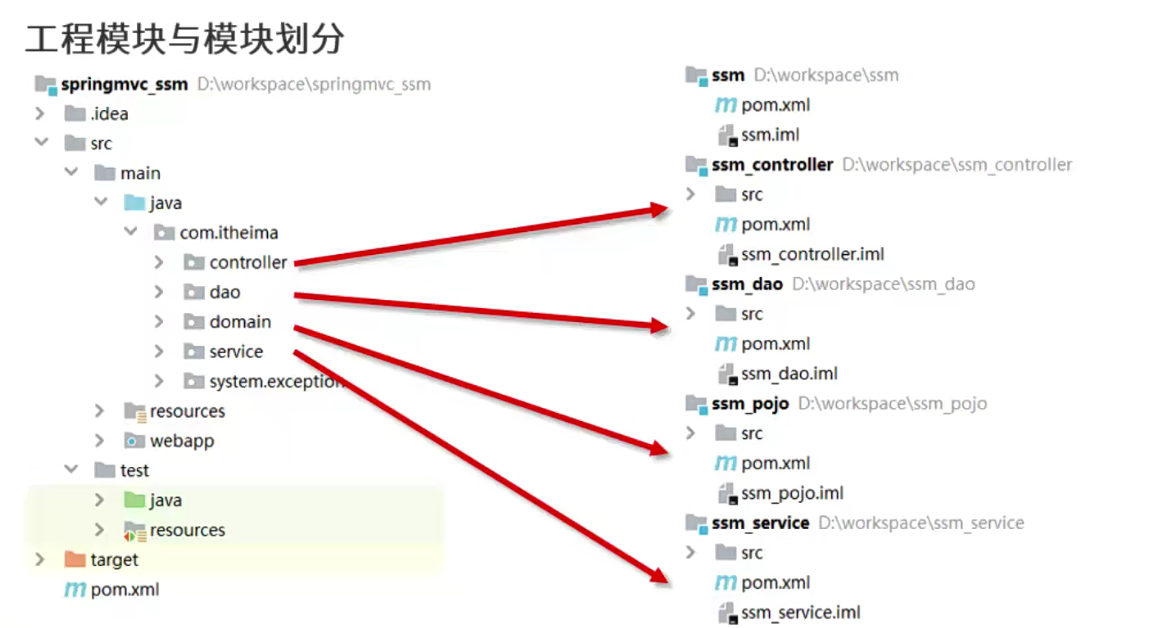 工程模块与模块划分
springmvc_ssm D:\workspace\springmvc_ssm
.idea
src
main
java
com.itheima
controller
dao
domain
service
system.exception
resources
webapp
test
java
resources
target
pom.xml
ssm D:\workspace\ssm
pom.xml
ssm.iml
ssm_controller D:\workspace\ssm_controller
src
pom.xml
ssm_controller.iml
ssm_dao D:\workspace\ssm_dao
src
pom.xml
ssm_dao.iml
ssm_pojo D:\workspace\ssm_pojo
src
pom.xml
ssm_pojo.iml
ssm_service D:\workspace\ssm_service
src
pom.xml
ssm_service.iml